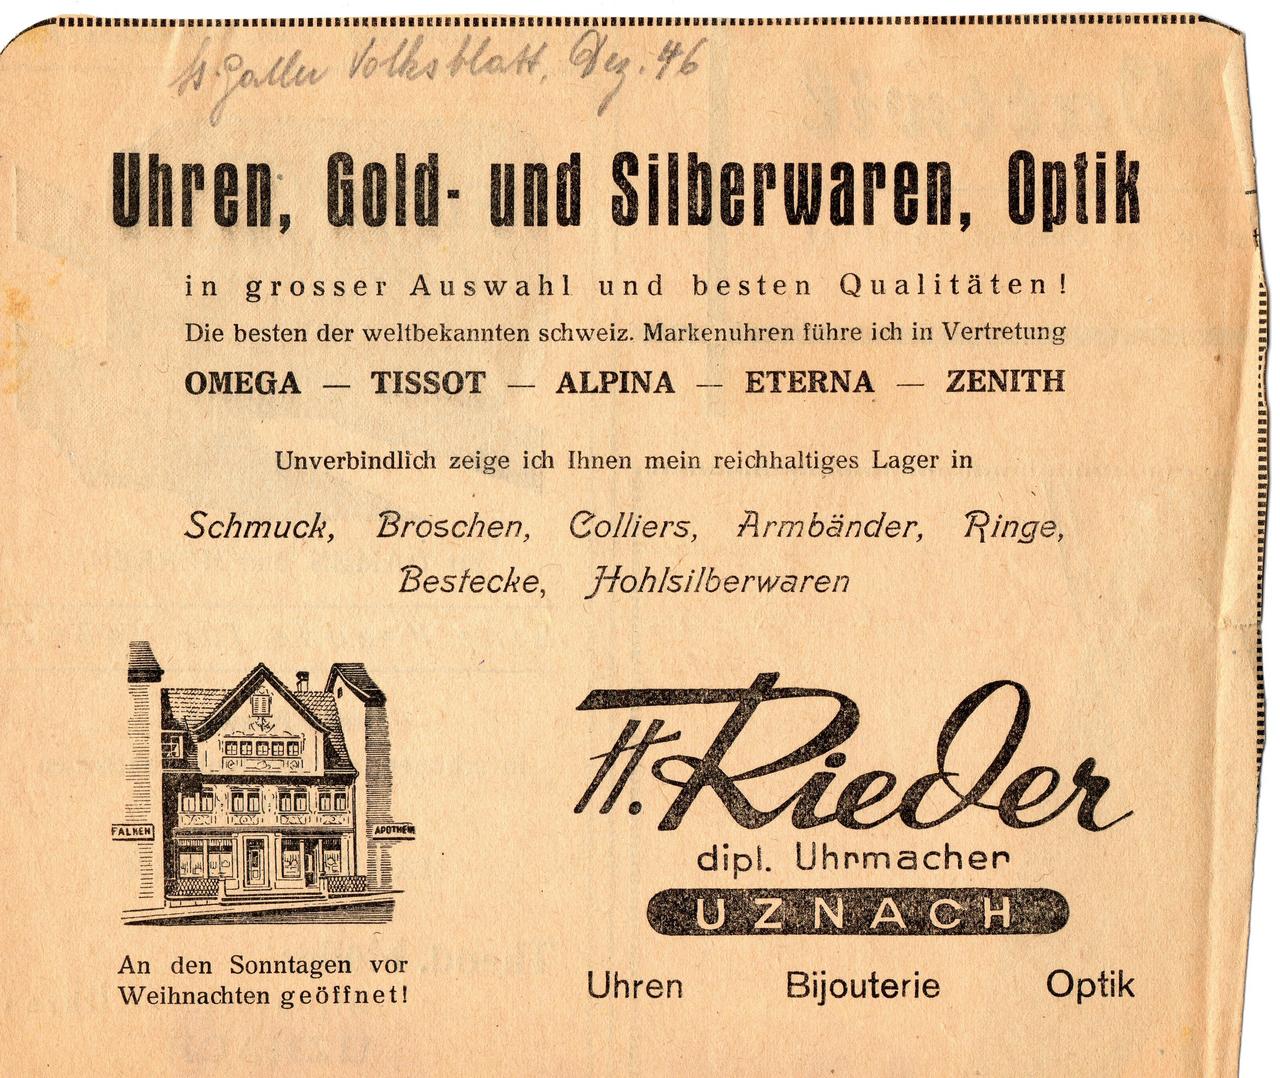 St. Galler Volksblatt, Dez. 46
Uhren, Gold- und Silberwaren, Optik
in grosser Auswahl und besten Qualitäten!
Die besten der weltbekannten schweiz. Markenuhren führe ich in Vertretung
OMEGA — TISSOT — ALPINA — ETERNA — ZENITH
Unverbindlich zeige ich Ihnen mein reichhaltiges Lager in
Schmuck, Broschen, Colliers, Armbänder, Ringe,
Bestecke, Hohlsilberwaren
FALKEN
APOTHEK
An den Sonntagen vor
Weihnachten geöffnet!
H. Rieder
dipl. Uhrmacher
UZNACH
Uhren Bijouterie Optik